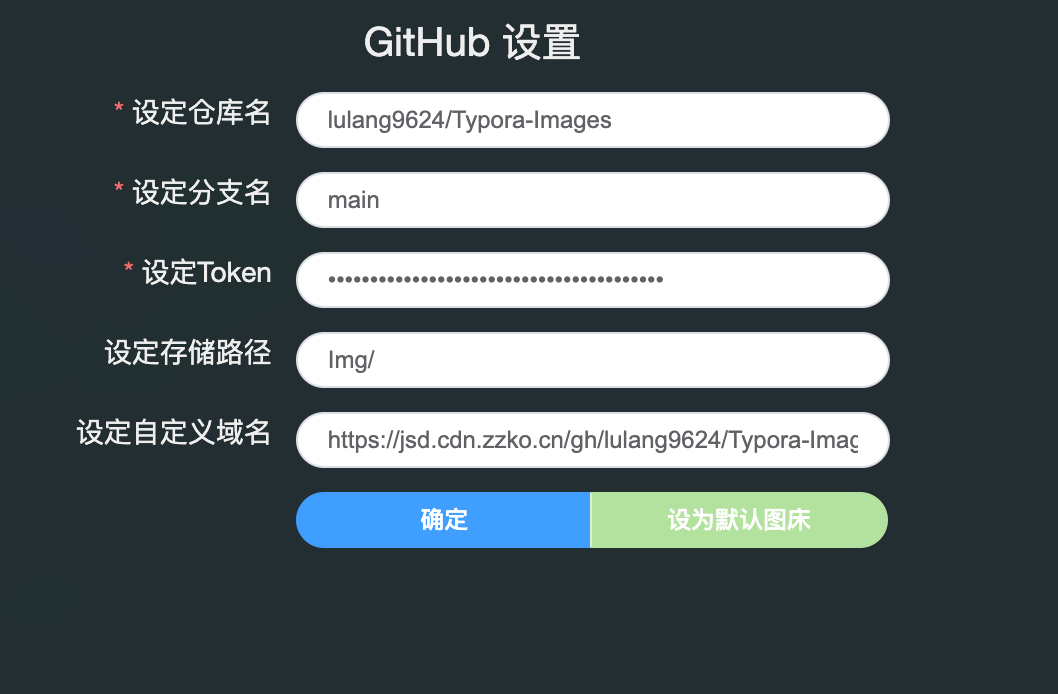 GitHub 设置
* 设定仓库名 lulang9624/Typora-Images
* 设定分支名 main
* 设定Token ••••••••••••••••••••••••••••••••••••••••
设定存储路径 Img/
设定自定义域名 https://jsd.cdn.zzko.cn/gh/lulang9624/Typora-Imag
确定 设为默认图床